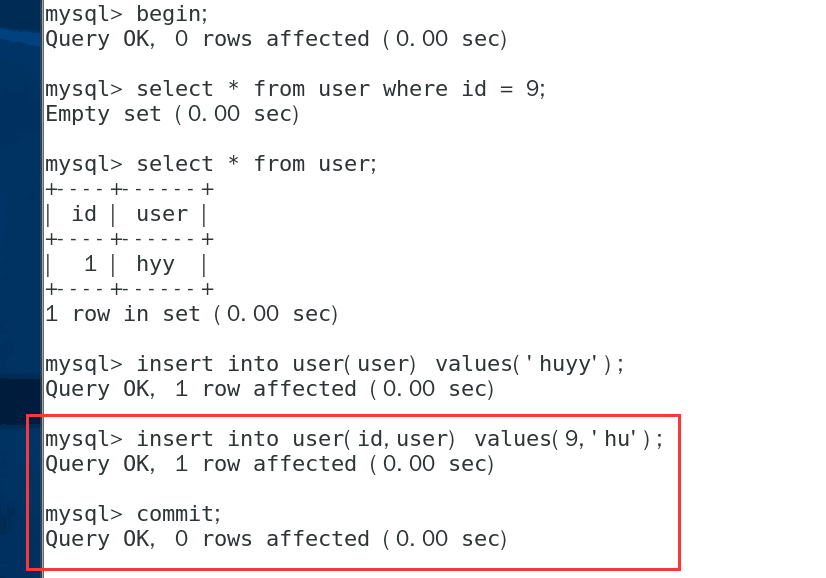 mysql> begin;
Query OK, 0 rows affected (0.00 sec)
mysql> select * from user where id = 9;
Empty set (0.00 sec)
mysql> select * from user;
+----+------+
| id | user |
+----+------+
|  1 | hyy  |
+----+------+
1 row in set (0.00 sec)
mysql> insert into user(user) values('huyy');
Query OK, 1 row affected (0.00 sec)
mysql> insert into user(id,user) values(9,'hu');
Query OK, 1 row affected (0.00 sec)
mysql> commit;
Query OK, 0 rows affected (0.00 sec)